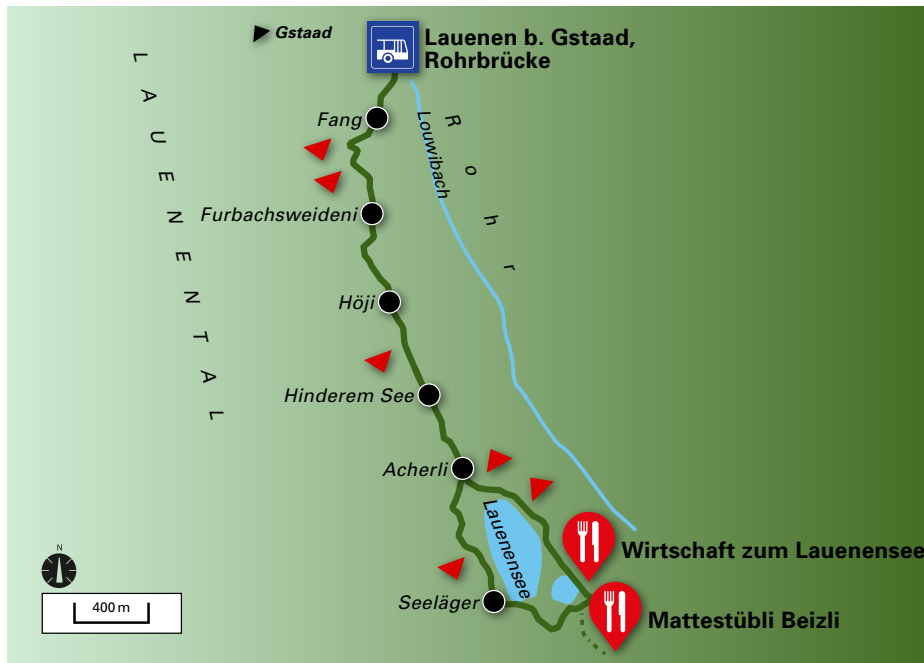 Gstaad
Lauenen b. Gstaad,
Rohrbrücke
LAUENENTAL
Fang
Louwibach
Rohr
Furbachsweideni
Höji
Hinderem See
Acherli
Lauenensee
Wirtschaft zum Lauenensee
Seeläger
Mattestübli Beizli
N
400 m